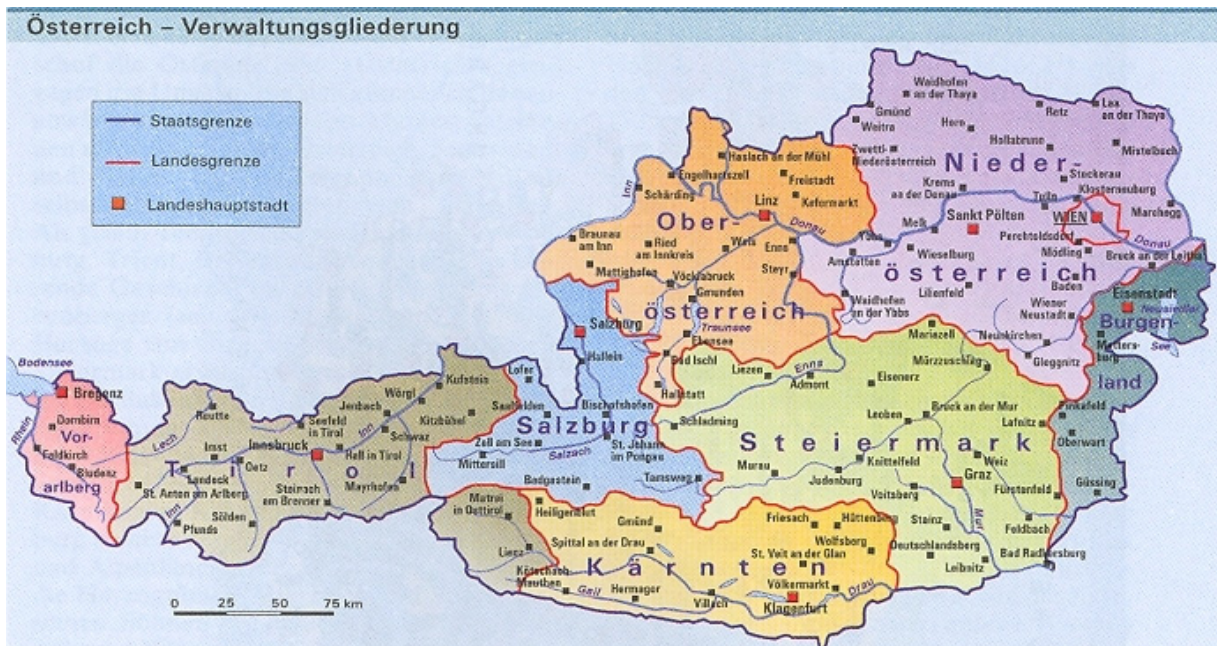 Österreich – Verwaltungsgliederung
Staatsgrenze
Landesgrenze
Landeshauptstadt
Waidhofen
an der Thaya
Gmünd
Weitra
Retz
Laa
an der Thaya
Horn
Hollabrunn
Mistelbach
Zwettl-
Niederösterreich
Nieder-
österreich
Krems
an der Donau
Stockerau
Klosterneuburg
Tulln
WIEN
Marchegg
Sankt Pölten
Melk
Ybbs
Amstetten
Wieselburg
Perchtoldsdorf
Mödling
Donau
Bruck an der Leitha
Baden
Lilienfeld
Waidhofen
an der Ybbs
Wiener
Neustadt
Neunkirchen
Gloggnitz
Haslach an der Mühl
Engelhartszell
Inn
Schärding
Freistadt
Kefermarkt
Linz
Donau
Ober-
österreich
Braunau
am Inn
Ried
am Innkreis
Wels
Enns
Steyr
Mattighofen
Vöcklabruck
Gmunden
Traunsee
Ebensee
Bad Ischl
Hallstatt
Eisenstadt
Neusiedler
See
Burgen-
land
Matters-
burg
Pinkafeld
Oberwart
Güssing
Salzburg
Hallein
Lofer
Saalfelden
Bischofshofen
Salzburg
Zell am See
St. Johann
im Pongau
Salzach
Mittersill
Badgastein
Tamsweg
Mariazell
Mürzzuschlag
Enns
Liezen
Admont
Eisenerz
Schladming
Leoben
Bruck an der Mur
Lafnitz
Steiermark
Murau
Knittelfeld
Judenburg
Weiz
Graz
Voitsberg
Fürstenfeld
Stainz
Mur
Feldbach
Deutschlandsberg
Leibnitz
Bad Radkersburg
Bodensee
Bregenz
Rhein
Dornbirn
Vor-
arlberg
Feldkirch
Bludenz
Reutte
Lech
Seefeld
in Tirol
Jenbach
Wörgl
Kufstein
Kitzbühel
Innsbruck
Inn
Schwaz
Hall in Tirol
Imst
Oetz
Landeck
Tirol
St. Anton am Arlberg
Steinach
am Brenner
Mayrhofen
Inn
Pfunds
Sölden
Matrei
in Osttirol
Lienz
Heiligenblut
Gmünd
Friesach
Hüttenberg
Spittal an der Drau
Wolfsberg
St. Veit an der Glan
Kärnten
Kötschach
Mauthen
Gail
Hermagor
Villach
Völkermarkt
Klagenfurt
Drau
0 25 50 75 km